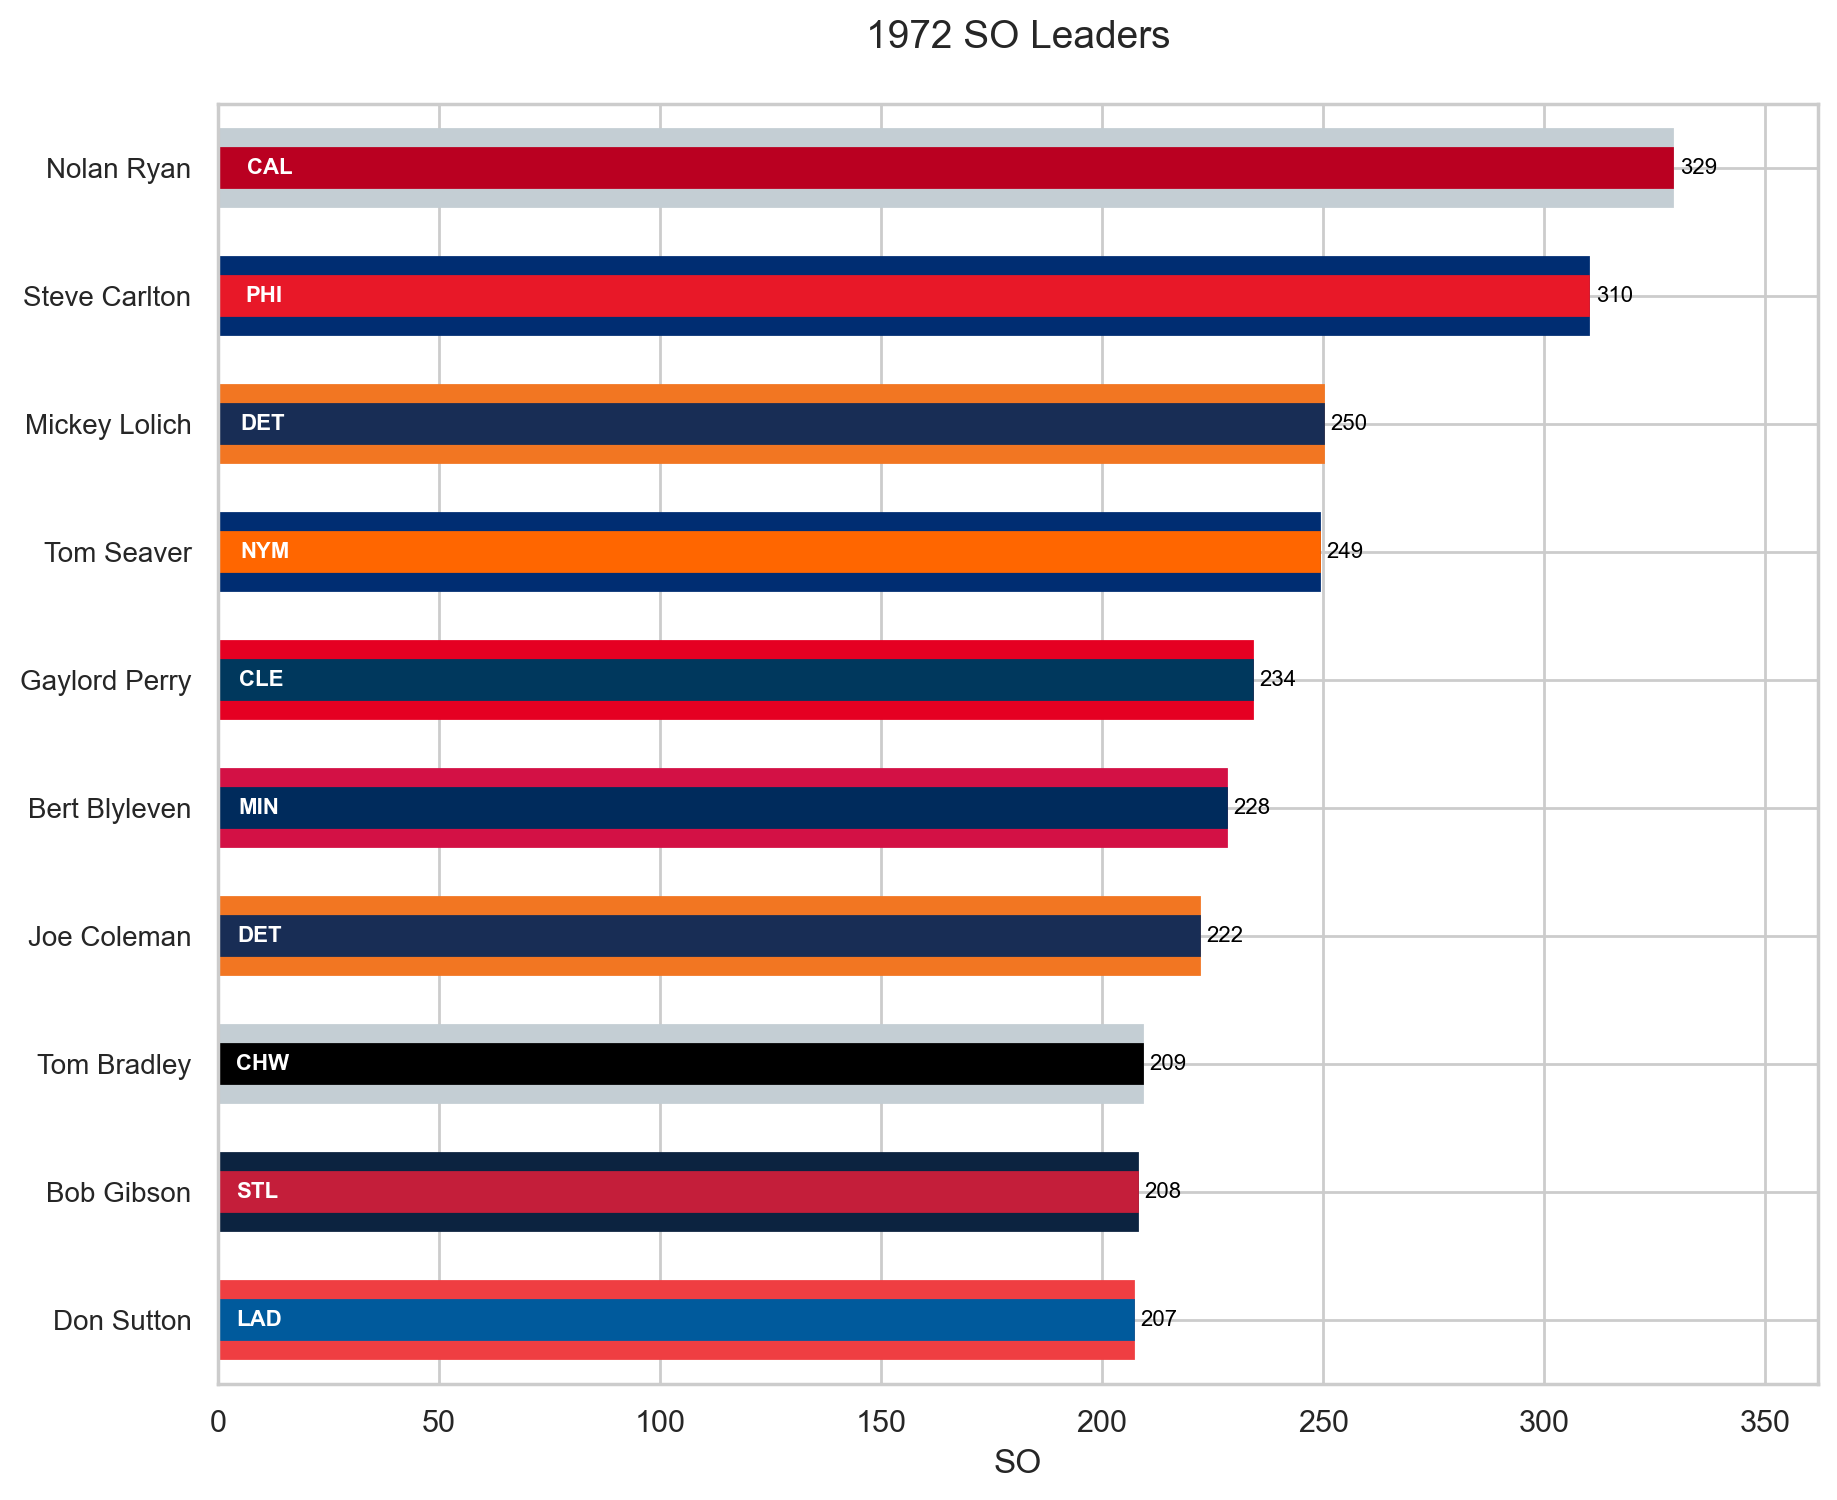 1972 SO Leaders
Nolan Ryan CAL 329
Steve Carlton PHI 310
Mickey Lolich DET 250
Tom Seaver NYM 249
Gaylord Perry CLE 234
Bert Blyleven MIN 228
Joe Coleman DET 222
Tom Bradley CHW 209
Bob Gibson STL 208
Don Sutton LAD 207
0 50 100 150 200 250 300 350
SO